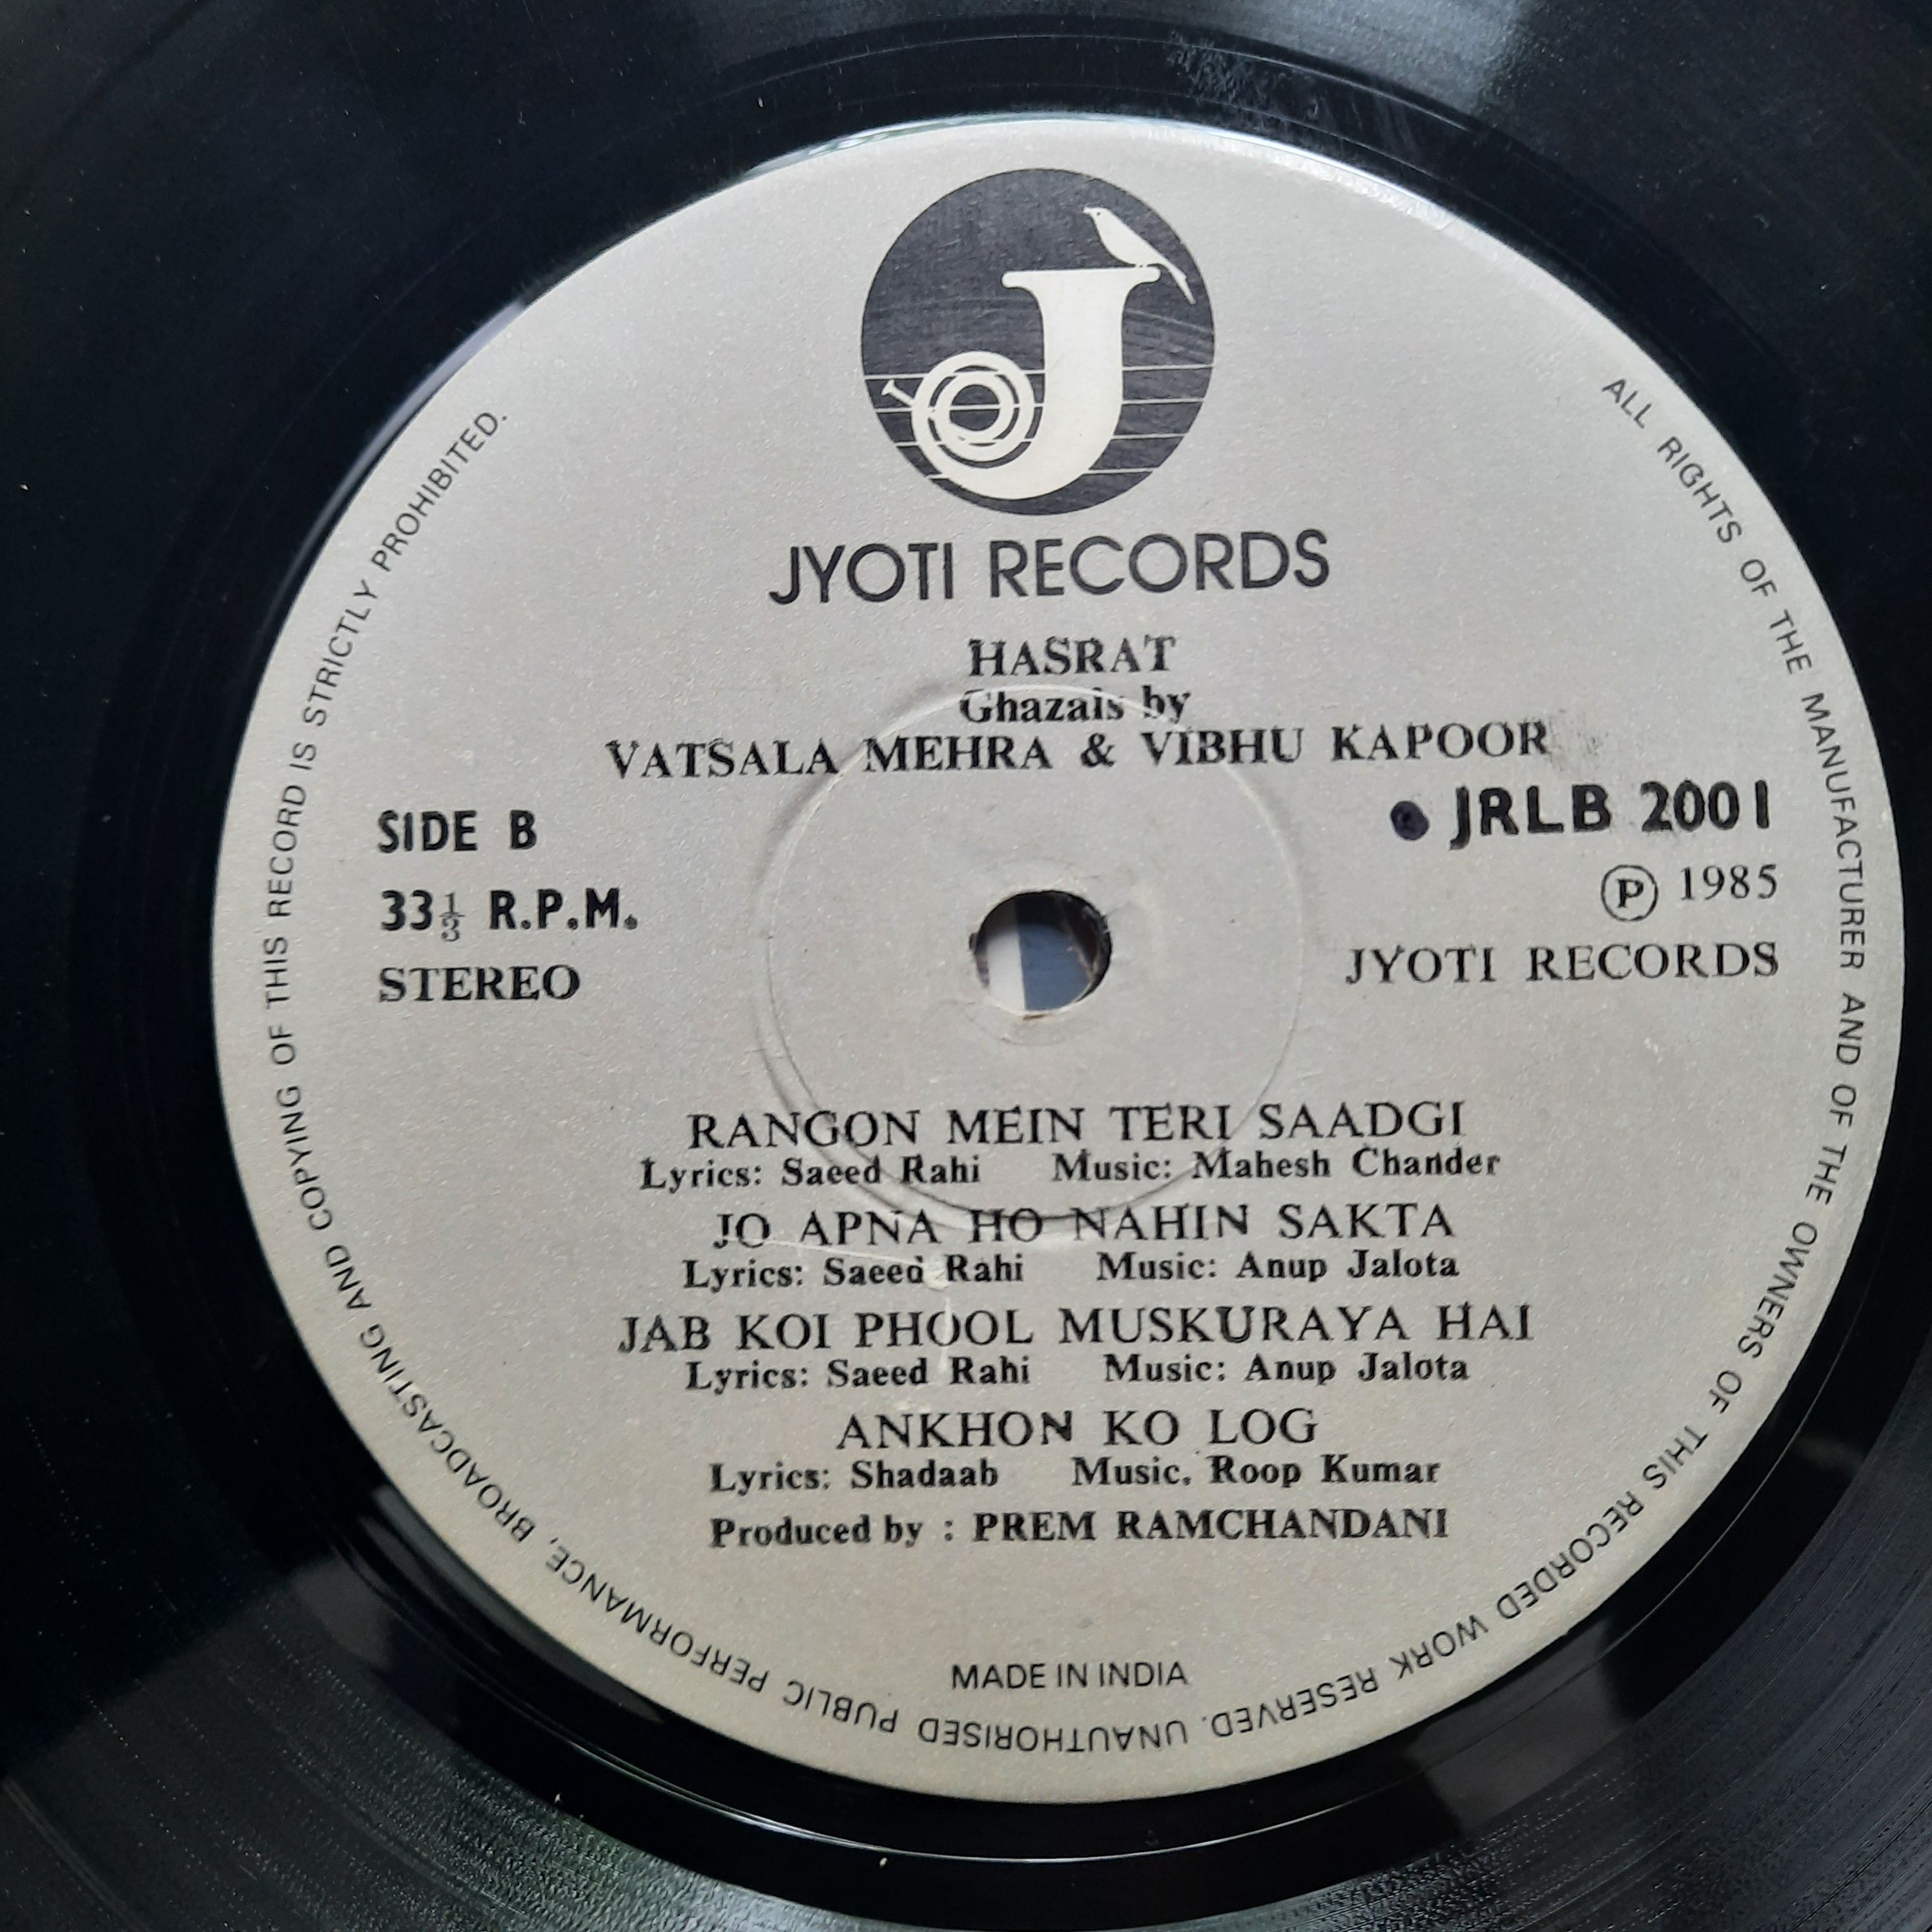 JYOTI RECORDS
HASRAT
Ghazals by
VATSALA MEHRA & VIBHU KAPOOR
SIDE B
33⅓ R.P.M.
STEREO
● JRLB 2001
Ⓟ 1985
JYOTI RECORDS
RANGON MEIN TERI SAADGI
Lyrics: Saeed Rahi Music: Mahesh Chander
JO APNA HO NAHIN SAKTA
Lyrics: Saeed Rahi Music: Anup Jalota
JAB KOI PHOOL MUSKURAYA HAI
Lyrics: Saeed Rahi Music: Anup Jalota
ANKHON KO LOG
Lyrics: Shadaab Music. Roop Kumar
Produced by : PREM RAMCHANDANI
MADE IN INDIA
ALL RIGHTS OF THE MANUFACTURER AND OF THE OWNERS OF THIS RECORDED WORK RESERVED. UNAUTHORISED PUBLIC PERFORMANCE, BROADCASTING AND COPYING OF THIS RECORD IS STRICTLY PROHIBITED.